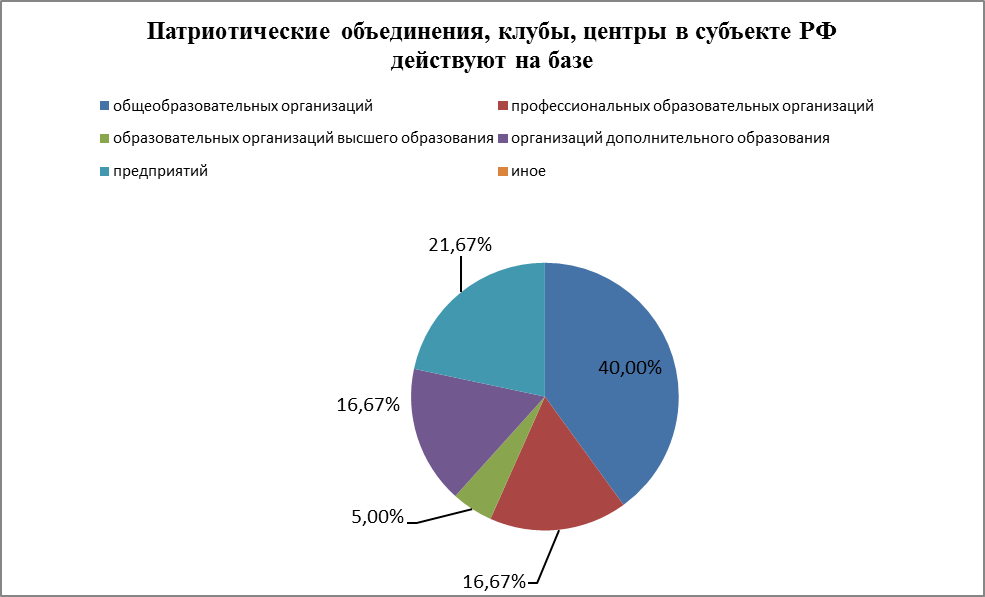 Патриотические объединения, клубы, центры в субъекте РФ
действуют на базе
общеобразовательных организаций
профессиональных образовательных организаций
образовательных организаций высшего образования
организаций дополнительного образования
предприятий
иное
21,67%
40,00%
16,67%
5,00%
16,67%